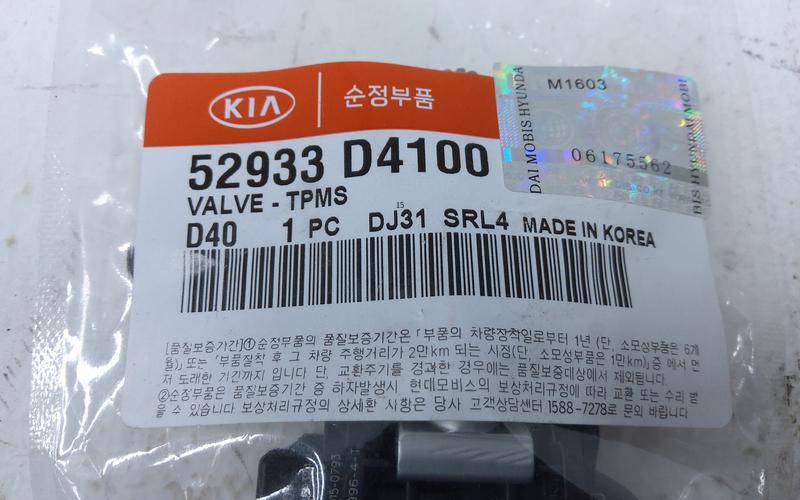 KIA 순정부품
M1603
DAI MOBIS HYUNDA
BIS HYUNDAI MOBI
06175562
52933 D4100
VALVE - TPMS
15
D40 1 PC DJ31 SRL4 MADE IN KOREA
[품질보증기간]①순정부품의 품질보증기간은 「부품의 차량장착일로부터 1년 (단, 소모성부품은 6개
월)」 또는 「부품장착 후 그 차량 주행거리가 2만km 되는 시점(단, 소모성부품은 1만km)」중 에서 먼
저 도래한 기간까지 입니다. 단, 교환주기를 경과한 경우에는 품질보증대상에서 제외됩니다.
②순정부품은 품질보증기간 중 하자발생시 현대모비스의 보상처리규정에 따라 교환 또는 수리 받
을 수 있습니다. 보상처리규정의 상세한 사항은 당사 고객상담센터 1588-7278로 문의 바랍니다
15-0793
996-4-T